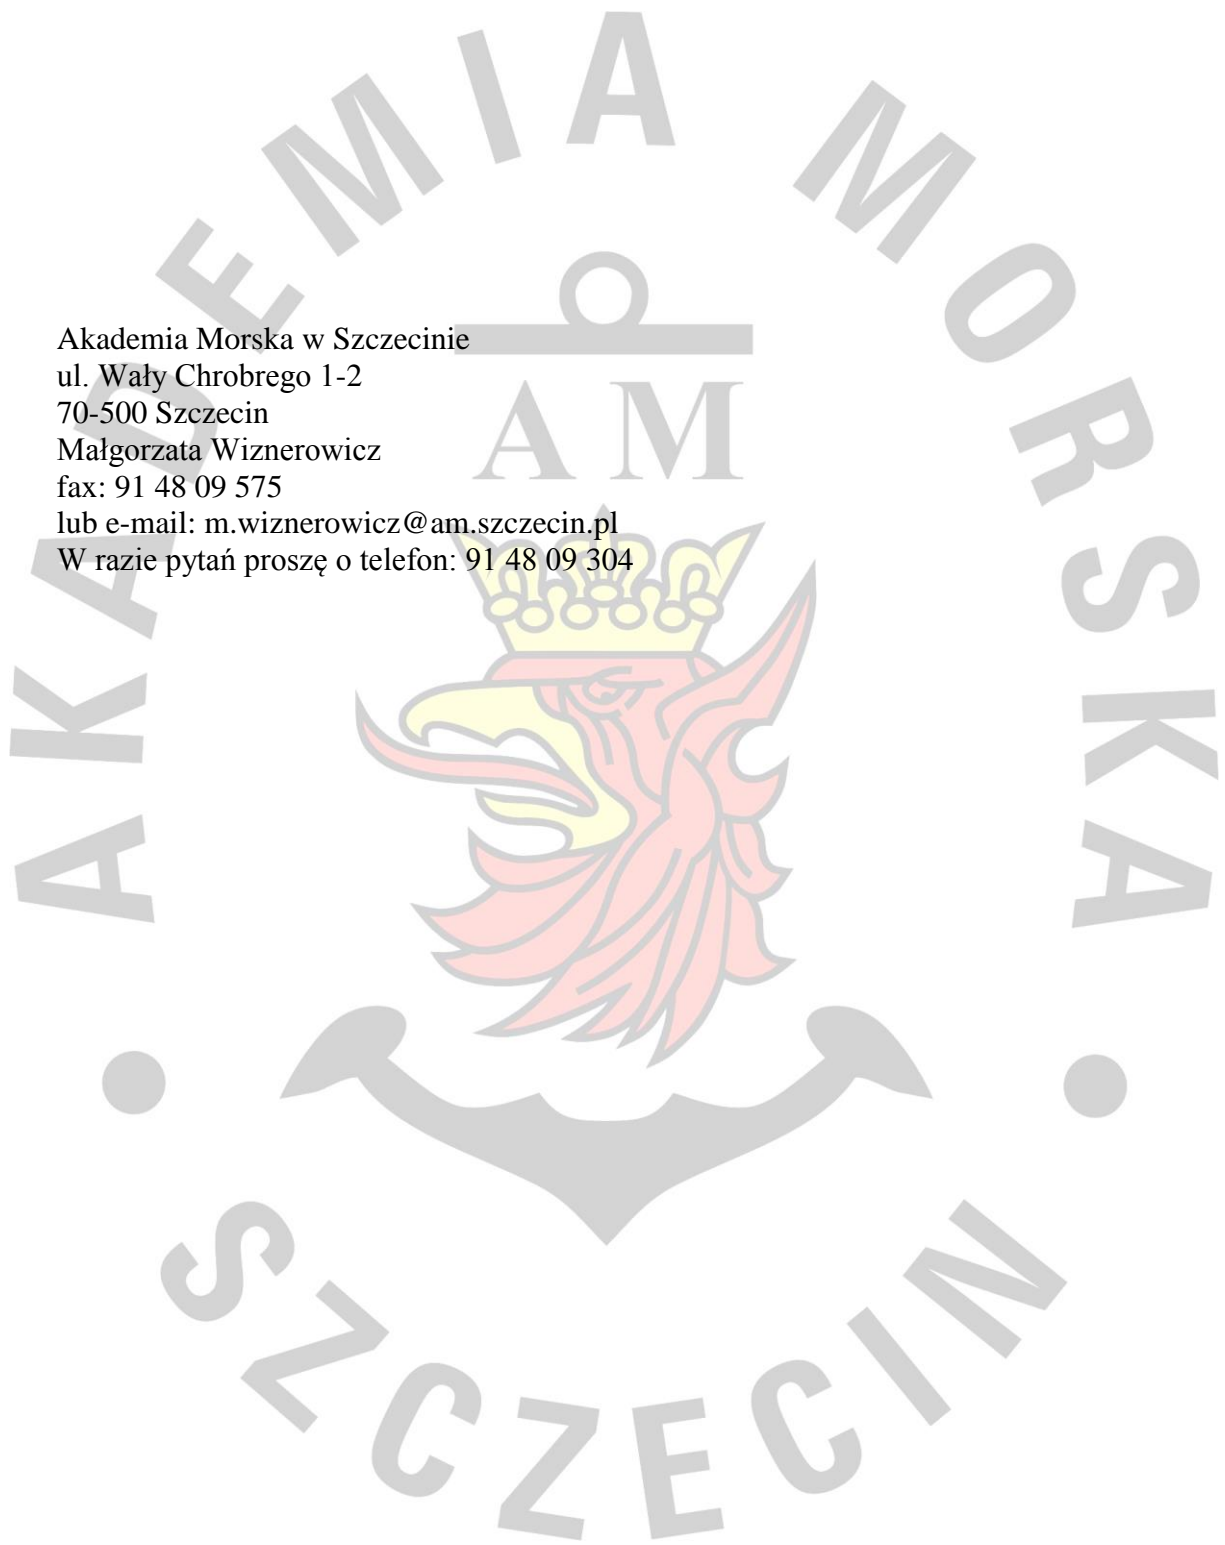 AKADEMIA MORSKA
A M
Akademia Morska w Szczecinie
ul. Wały Chrobrego 1-2
70-500 Szczecin
Małgorzata Wiznerowicz
fax: 91 48 09 575
lub e-mail: m.wiznerowicz@am.szczecin.pl
W razie pytań proszę o telefon: 91 48 09 304
SZCZECIN